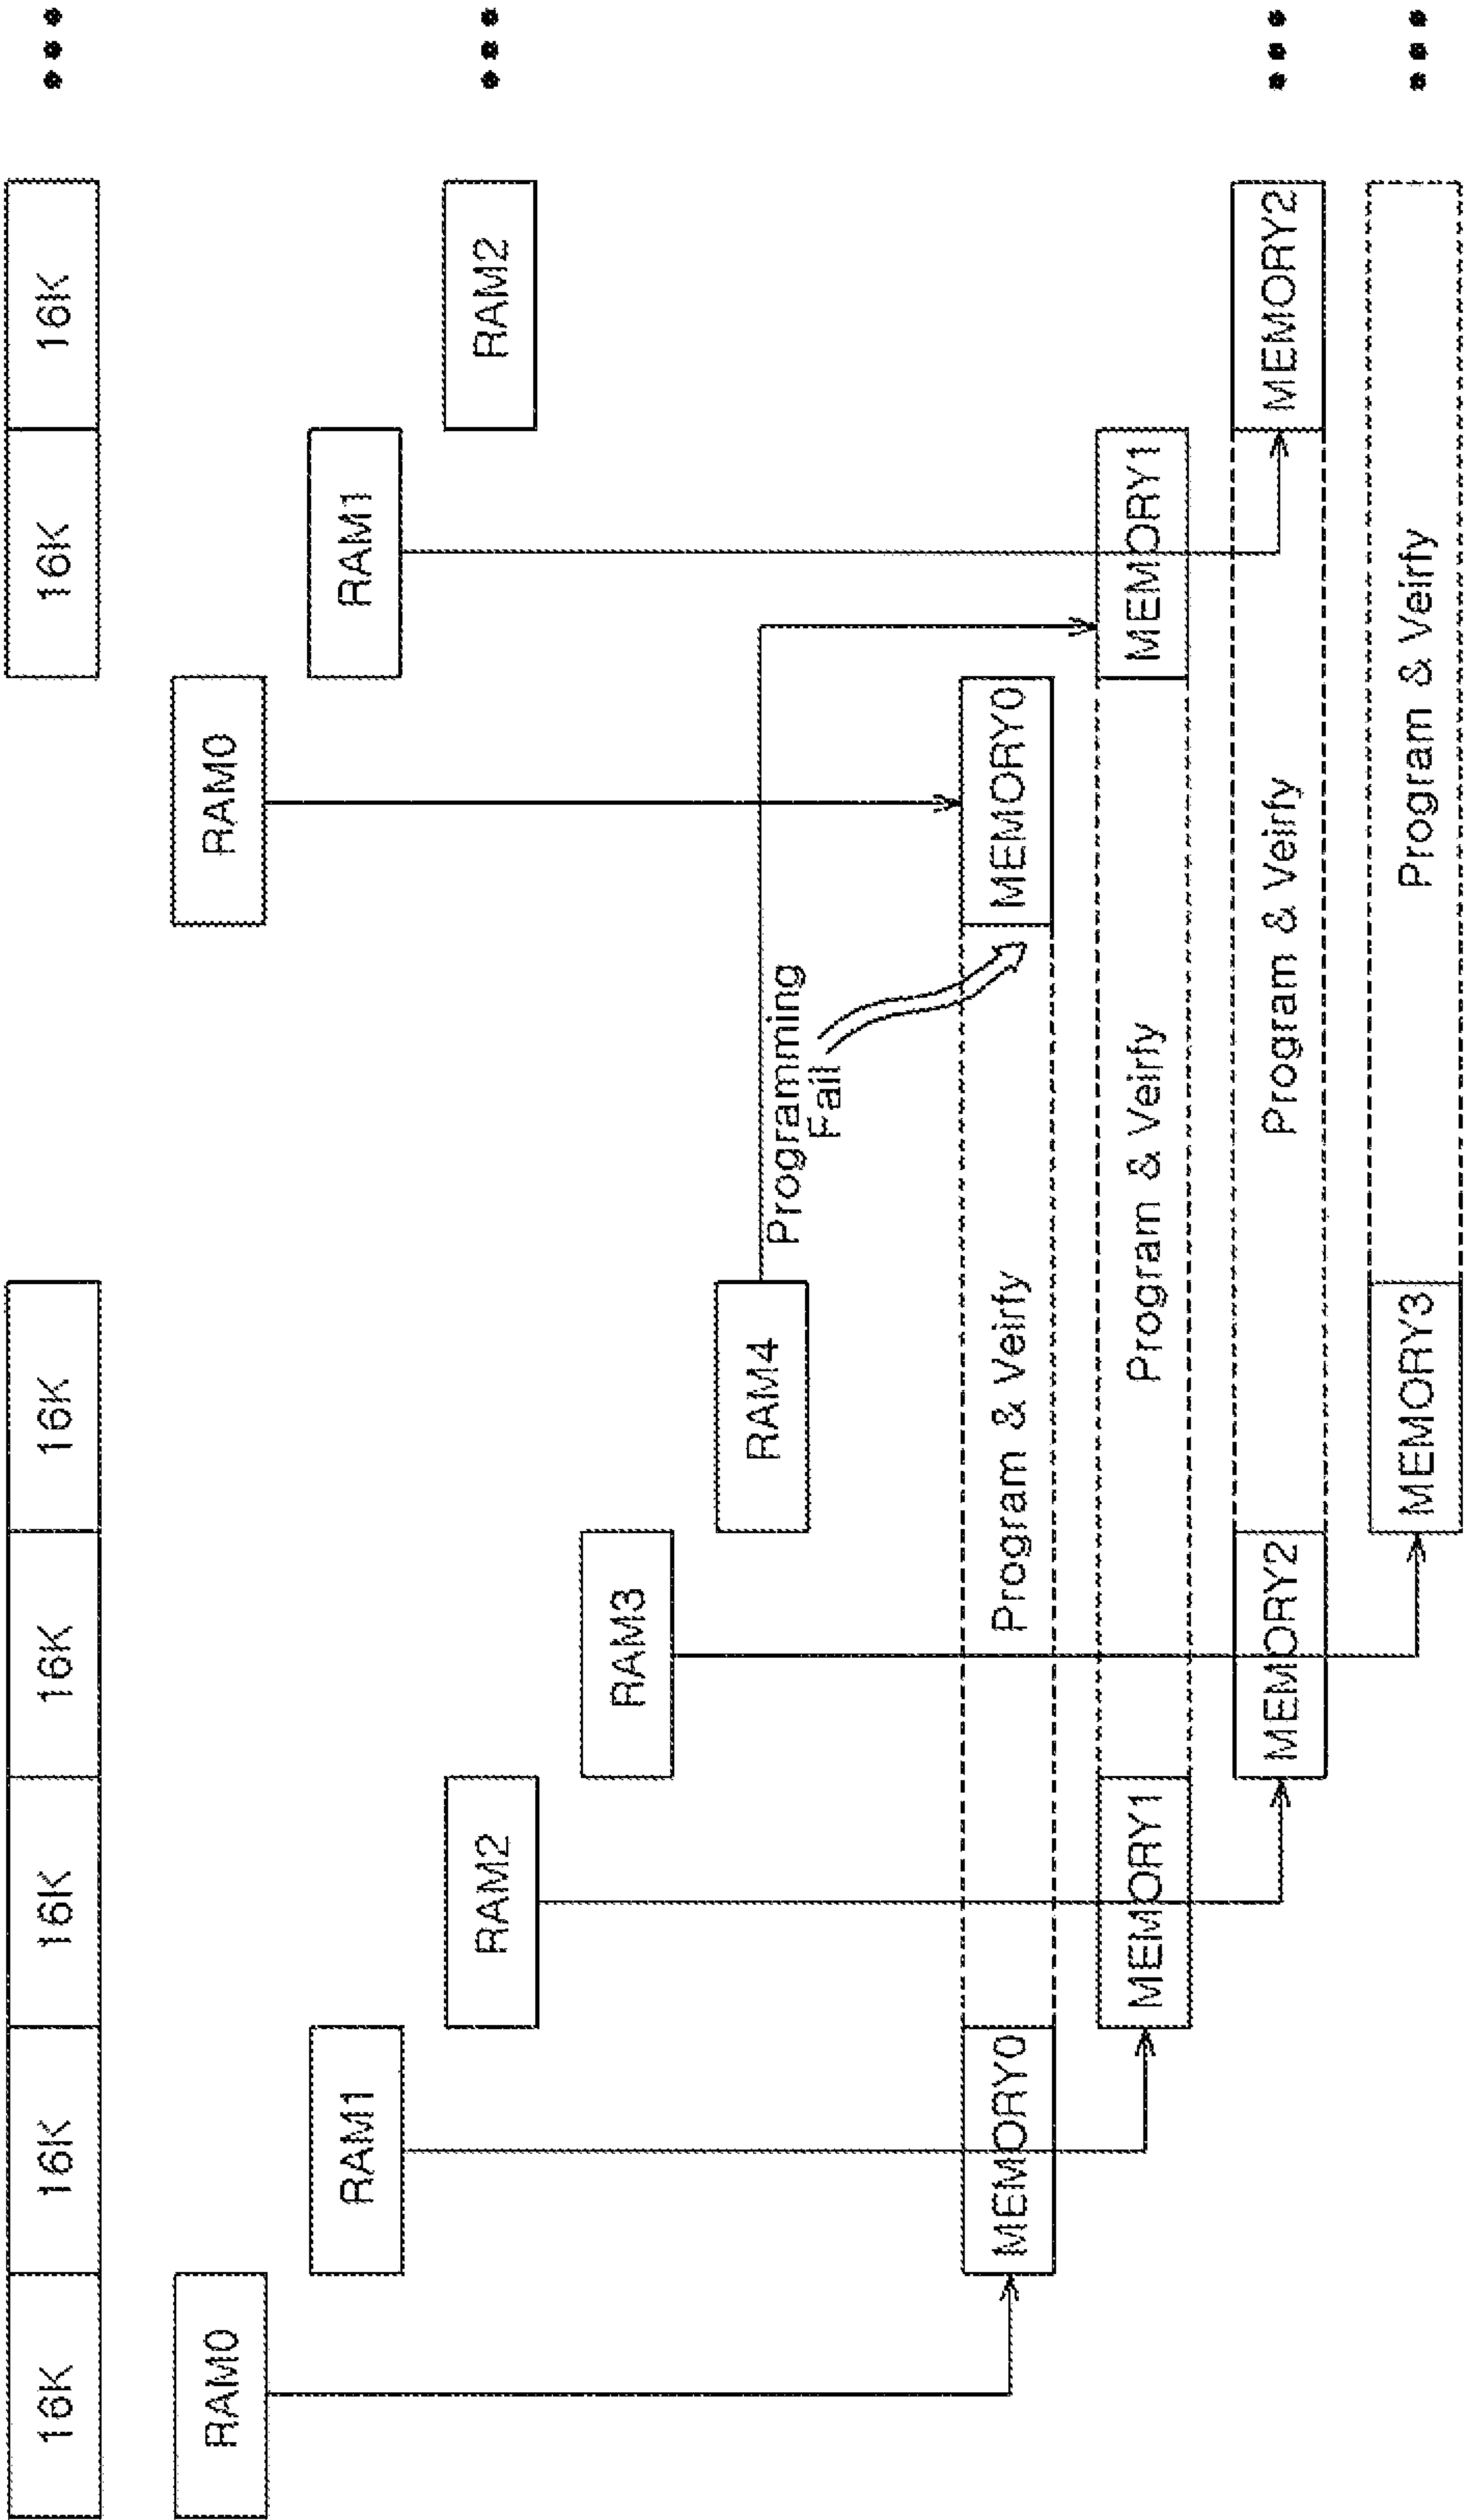 16K 16K 16K 16K 16K 16K 16K
RAM0 RAM0
RAM1 RAM1
RAM2 RAM2
RAM3
RAM4
Programming
Fail
MEMORY0 Program & Veirfy MEMORY0
MEMORY1 Program & Veirfy MEMORY1
MEMORY2 Program & Veirfy MEMORY2
MEMORY3 Program & Veirfy